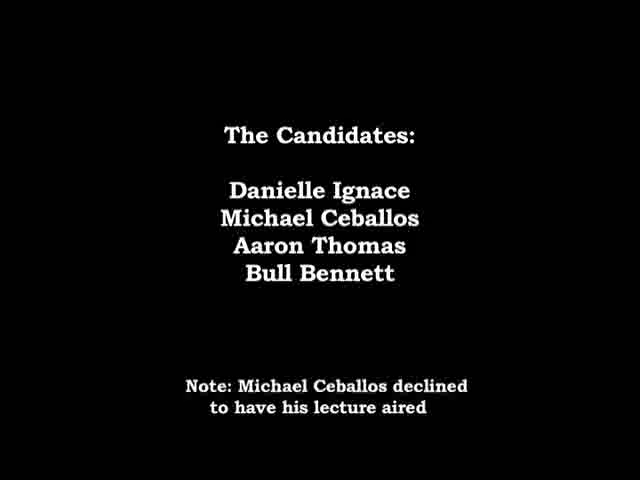 The Candidates:
Danielle Ignace
Michael Ceballos
Aaron Thomas
Bull Bennett
Note: Michael Ceballos declined
to have his lecture aired